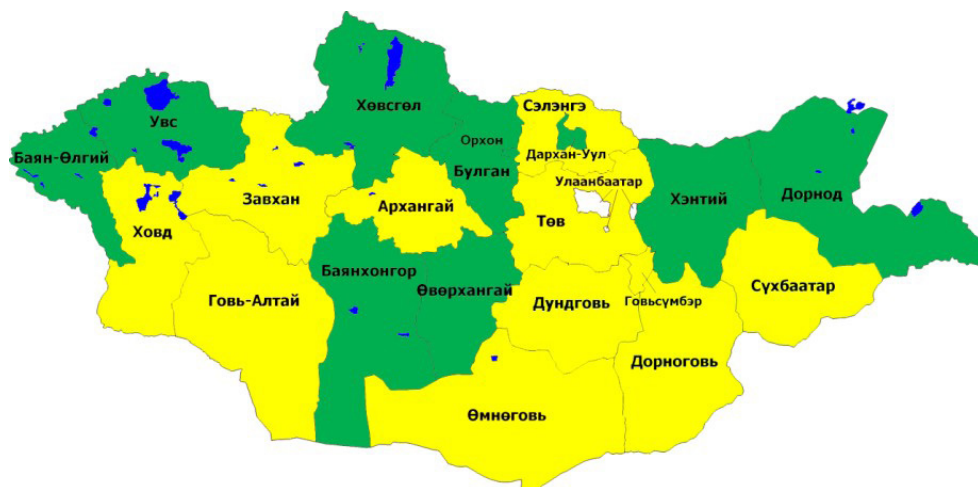 Хөвсгөл
Сэлэнгэ
Увс
Орхон
Баян-Өлгий
Дархан-Уул
Булган
Улаанбаатар
Хэнтий
Дорнод
Завхан
Архангай
Төв
Ховд
Баянхонгор
Сүхбаатар
Өвөрхангай
Говь-Алтай
Дундговь
Говьсүмбэр
Дорноговь
Өмнөговь